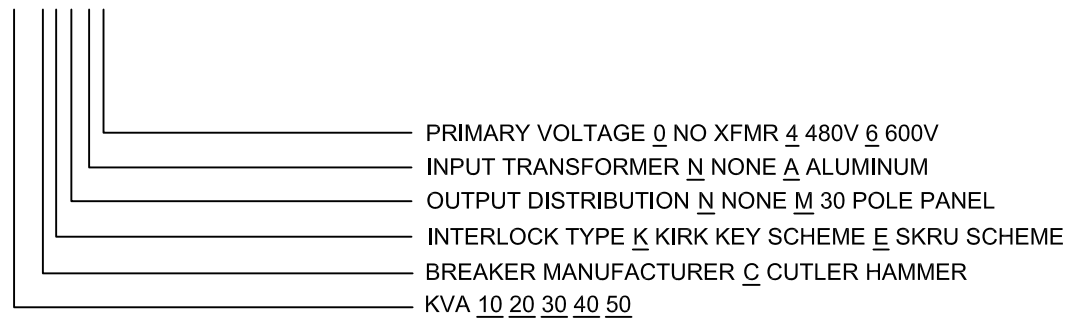 PRIMARY VOLTAGE 0 NO XFMR 4 480V 6 600V
INPUT TRANSFORMER N NONE A ALUMINUM
OUTPUT DISTRIBUTION N NONE M 30 POLE PANEL
INTERLOCK TYPE K KIRK KEY SCHEME E SKRU SCHEME
BREAKER MANUFACTURER C CUTLER HAMMER
KVA 10 20 30 40 50